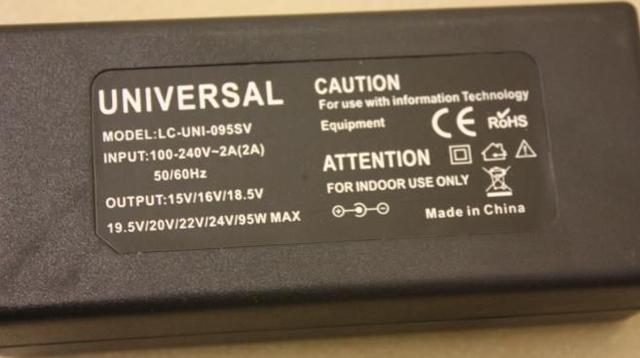 UNIVERSAL
MODEL:LC-UNI-095SV
INPUT:100-240V~2A(2A)
50/60Hz
OUTPUT:15V/16V/18.5V
19.5V/20V/22V/24V/95W MAX
CAUTION
For use with information Technology
Equipment
CE RoHS
ATTENTION
FOR INDOOR USE ONLY
Made in China